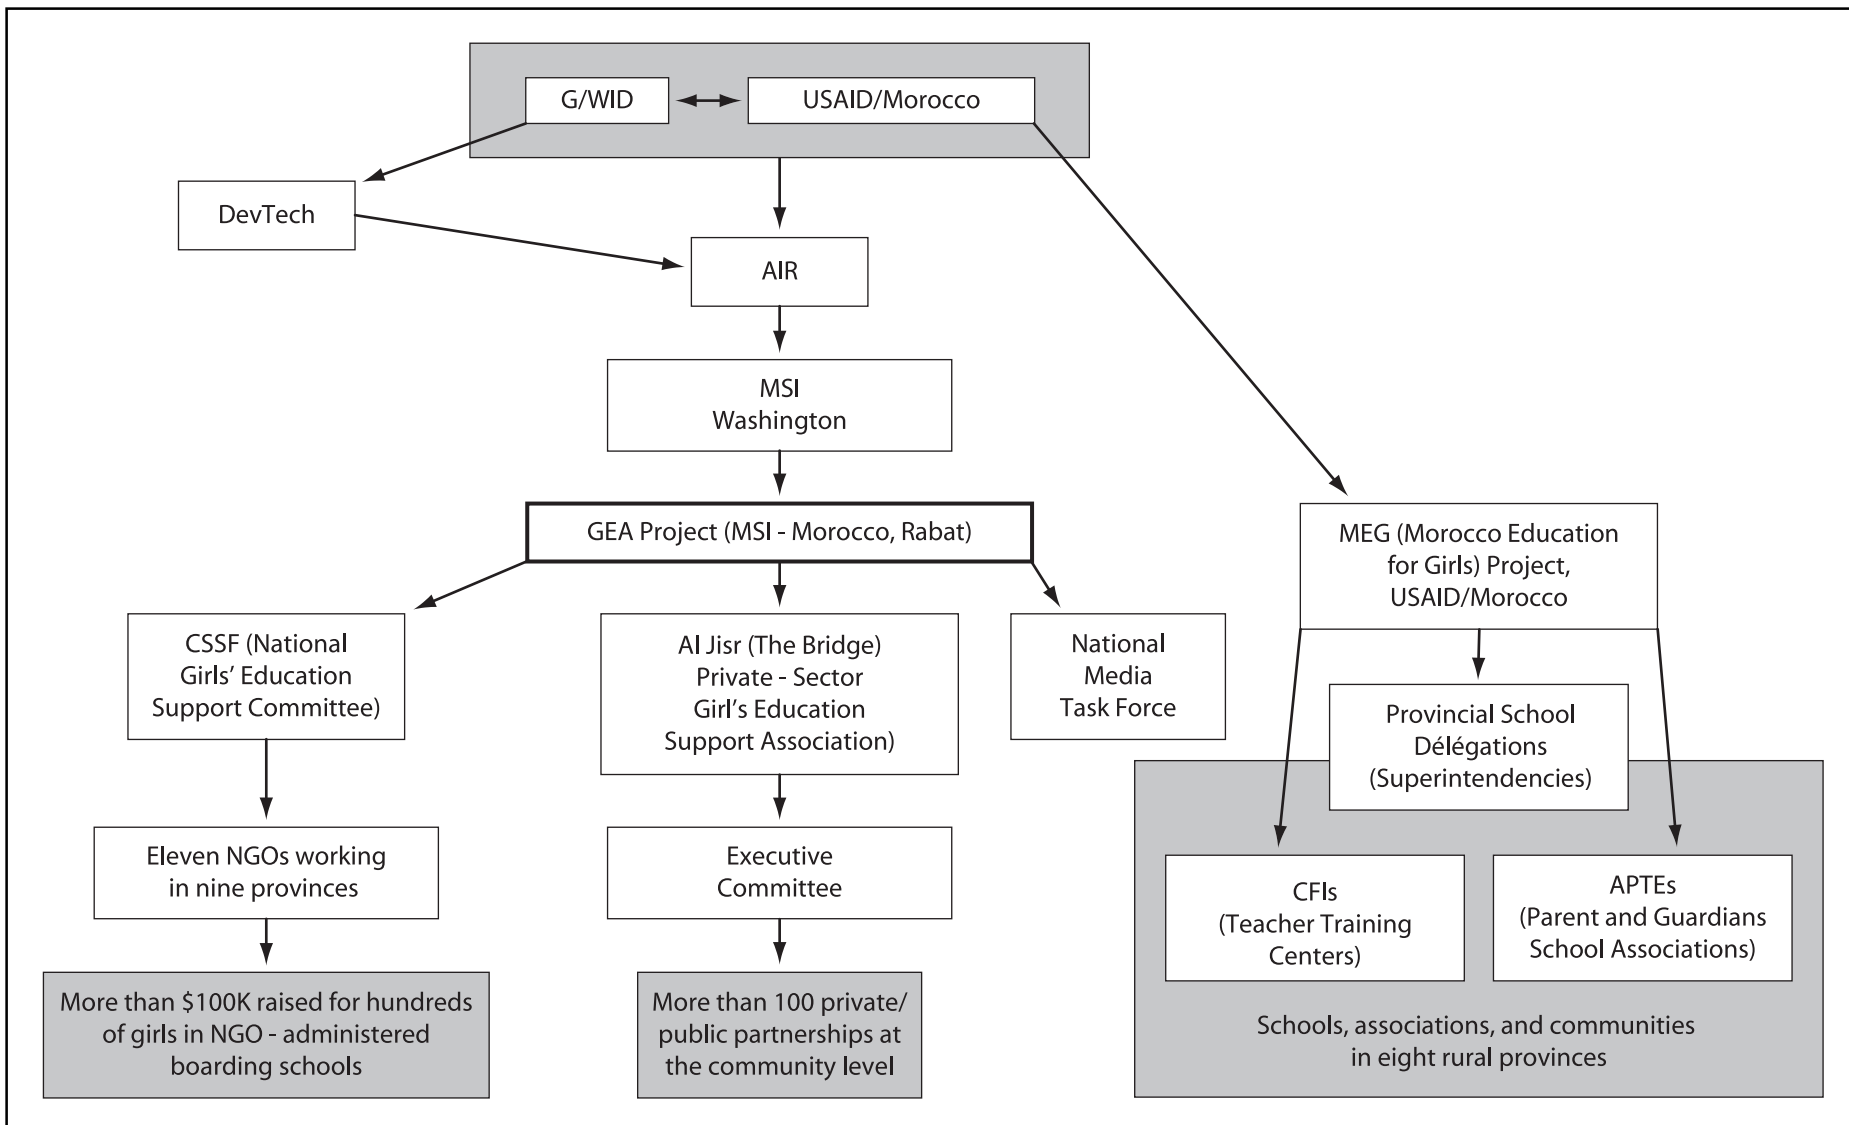 G/WID
USAID/Morocco
DevTech
AIR
MSI
Washington
GEA Project (MSI - Morocco, Rabat)
MEG (Morocco Education
for Girls) Project,
USAID/Morocco
CSSF (National
Girls’ Education
Support Committee)
Al Jisr (The Bridge)
Private - Sector
Girl’s Education
Support Association)
National
Media
Task Force
Provincial School
Délégations
(Superintendencies)
Eleven NGOs working
in nine provinces
Executive
Committee
CFIs
(Teacher Training
Centers)
APTEs
(Parent and Guardians
School Associations)
More than $100K raised for hundreds
of girls in NGO - administered
boarding schools
More than 100 private/
public partnerships at
the community level
Schools, associations, and communities
in eight rural provinces